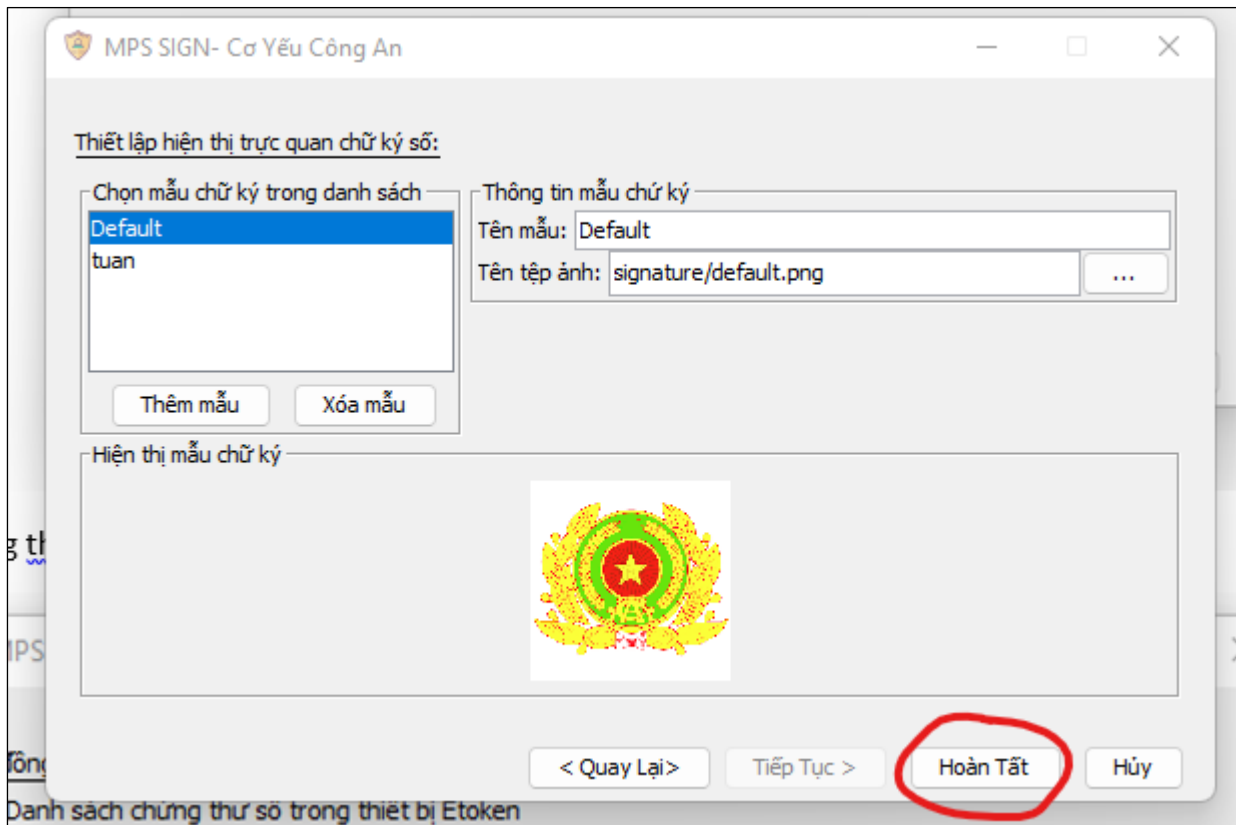 MPS SIGN- Cơ Yếu Công An
Thiết lập hiện thị trực quan chữ ký số:
Chọn mẫu chữ ký trong danh sách
Default
tuan
Thêm mẫu
Xóa mẫu
Thông tin mẫu chứ ký
Tên mẫu: Default
Tên tệp ảnh: signature/default.png ...
Hiện thị mẫu chữ ký
< Quay Lại>
Tiếp Tục >
Hoàn Tất
Hủy
Danh sách chứng thư số trong thiết bị Etoken